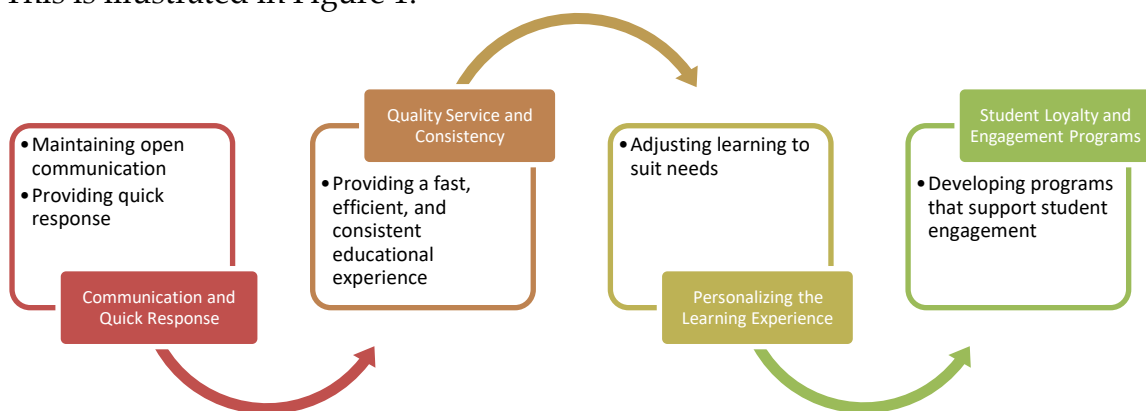 This is illustrated in Figure 1.
• Maintaining open
communication
• Providing quick
response
Communication and
Quick Response
Quality Service and
Consistency
• Providing a fast,
efficient, and
consistent
educational
experience
• Adjusting learning to
suit needs
Personalizing the
Learning Experience
Student Loyalty and
Engagement Programs
• Developing programs
that support student
engagement